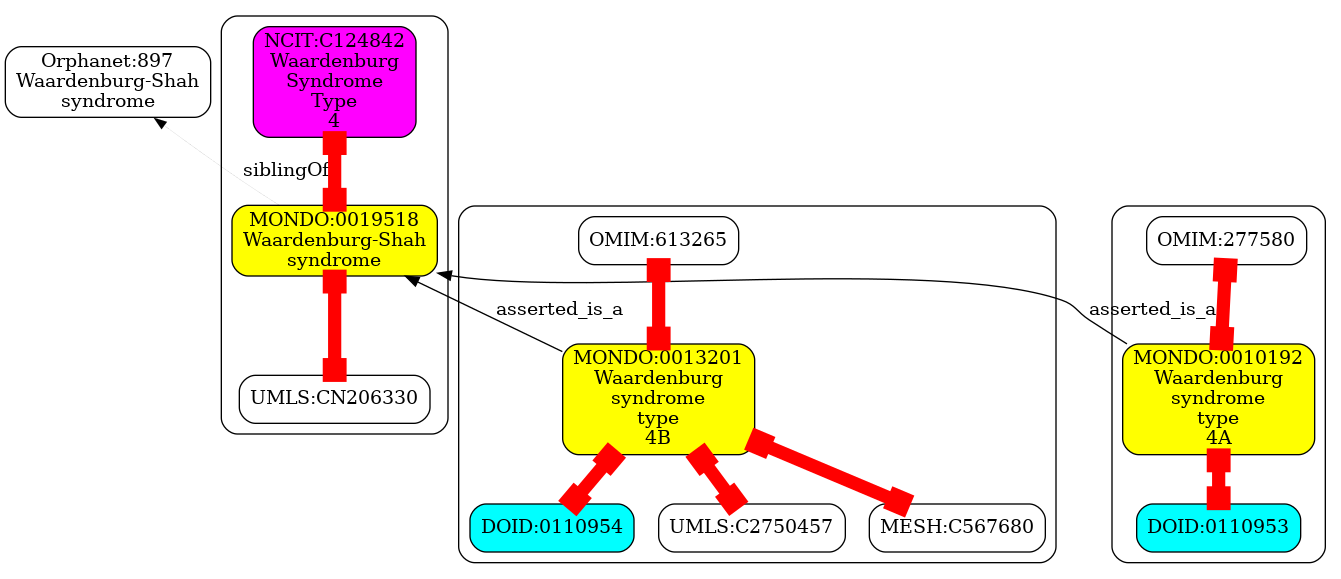 NCIT:C124842
Waardenburg
Syndrome
Type
4
Orphanet:897
Waardenburg-Shah
syndrome
siblingOf
MONDO:0019518
Waardenburg-Shah
syndrome
OMIM:613265
OMIM:277580
asserted_is_a
asserted_is_a
MONDO:0013201
Waardenburg
syndrome
type
4B
MONDO:0010192
Waardenburg
syndrome
type
4A
UMLS:CN206330
DOID:0110954
UMLS:C2750457
MESH:C567680
DOID:0110953